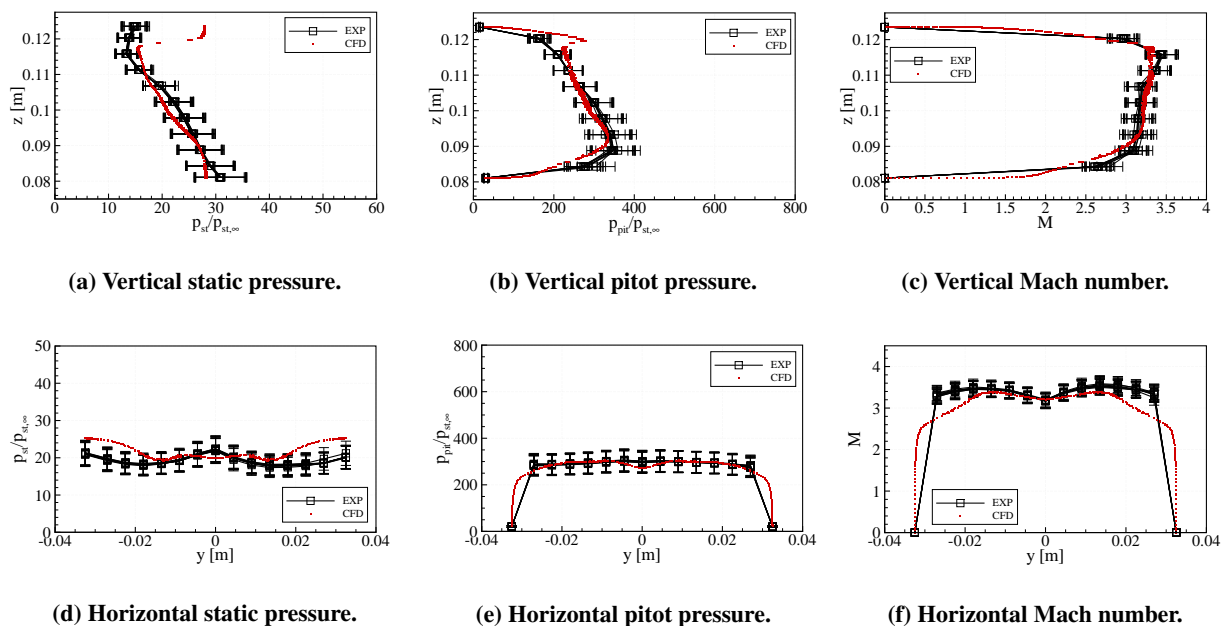 EXP
CFD
z [m]
0.12
0.11
0.1
0.09
0.08
0 10 20 30 40 50 60
p_st/p_st,∞
EXP
CFD
z [m]
0.12
0.11
0.1
0.09
0.08
0 200 400 600 800
p_pit/p_st,∞
EXP
CFD
z [m]
0.12
0.11
0.1
0.09
0.08
0 0.5 1 1.5 2 2.5 3 3.5 4
M
(a) Vertical static pressure.
(b) Vertical pitot pressure.
(c) Vertical Mach number.
EXP
CFD
p_st/p_st,∞
50
40
30
20
10
0
-0.04 -0.02 0 0.02 0.04
y [m]
EXP
CFD
p_pit/p_st,∞
800
600
400
200
0
-0.04 -0.02 0 0.02 0.04
y [m]
EXP
CFD
M
4
3
2
1
0
-0.04 -0.02 0 0.02 0.04
y [m]
(d) Horizontal static pressure.
(e) Horizontal pitot pressure.
(f) Horizontal Mach number.